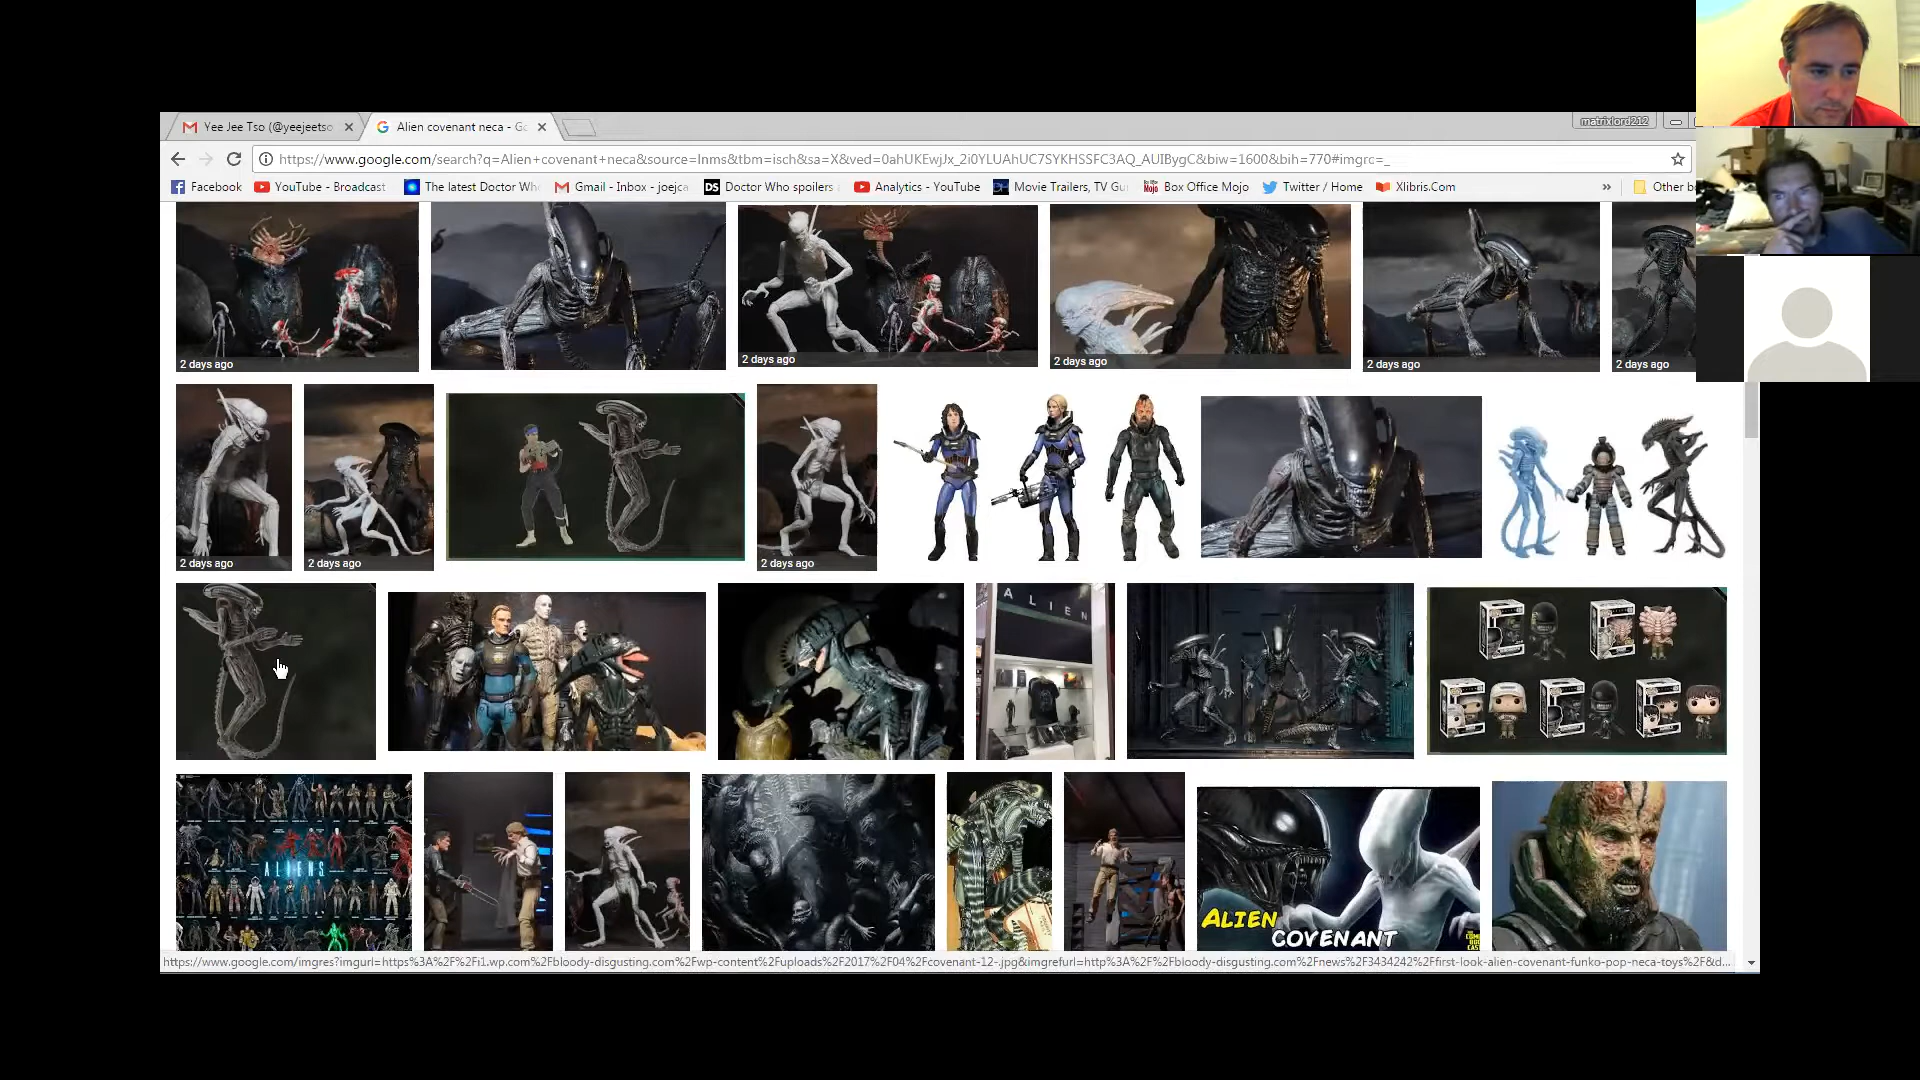 Yee Jee Tso (@yeejeetso
Alien covenant neca - Go
matrixlord212
https://www.google.com/search?q=Alien+covenant+neca&source=lnms&tbm=isch&sa=X&ved=0ahUKEwjJx_2i0YLUAhUC7SYKHSSFC3AQ_AUIBygC&biw=1600&bih=770#imgrc=_
Facebook
YouTube - Broadcast
The latest Doctor Wh
Gmail - Inbox - joejca
DS
Doctor Who spoilers
Analytics - YouTube
Movie Trailers, TV Gu
Box Office Mojo
Twitter / Home
Xlibris.Com
»
Other b
2 days ago
2 days ago
2 days ago
2 days ago
2 days ago
2 days ago
2 days ago
2 days ago
ALIEN
ALIENS
ALIEN
COVENANT
https://www.google.com/imgres?imgurl=https%3A%2F%2Fi1.wp.com%2Fbloody-disgusting.com%2Fwp-content%2Fuploads%2F2017%2F04%2Fcovenant-12-.jpg&imgrefurl=http%3A%2F%2Fbloody-disgusting.com%2Fnews%2F3434242%2Ffirst-look-alien-covenant-funko-pop-neca-toys%2F&d...